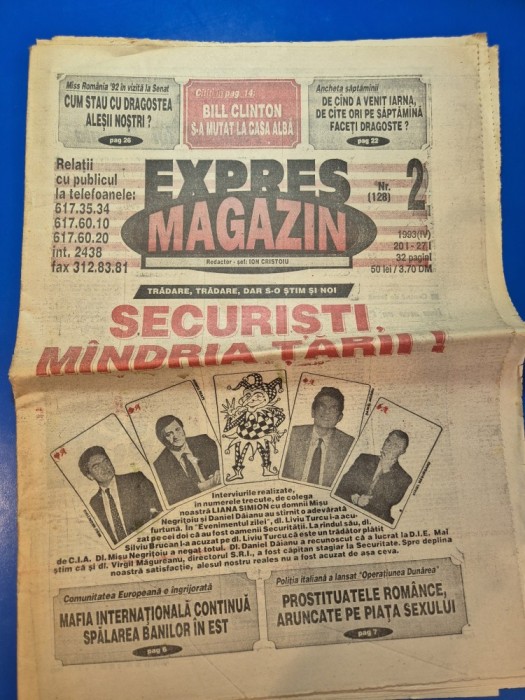 Miss România '92 în vizită la Senat
CUM STAU CU DRAGOSTEA
ALEȘII NOȘTRI ?
pag 26
pag. 14
BILL CLINTON
S-A MUTAT LA CASA ALBĂ
Ancheta săptămînii
DE CÎND A VENIT IARNA,
DE CÎTE ORI PE SĂPTĂMÎNĂ
FACEȚI DRAGOSTE ?
pag 22
Relații
cu publicul
la telefoanele:
617.35.34
617.60.10
617.60.20
int. 2438
fax 312.83.81
EXPRES
MAGAZIN
Redactor - șef: ION CRISTOIU
Nr. 2
(128)
1993(IV)
20 I - 27 I
32 pagini
50 lei / 3.70 DM
TRĂDARE, TRĂDARE, DAR S-O ȘTIM ȘI NOI
SECURIȘTI,
MÎNDRIA ȚĂRII !
Interviurile realizate,
în numerele trecute, de colega
noastră LIANA SIMION cu domnii Mișu
Negrițoiu și Daniel Dăianu au stîrnit o adevărată
furtună. În "Evenimentul zilei", dl. Liviu Turcu i-a acu-
zat pe cei doi că au fost oamenii Securității. La rîndul său, dl.
Silviu Brucan l-a acuzat pe dl. Liviu Turcu că este un trădător plătit
de C.I.A. Dl. Mișu Negrițoiu a negat totul. Dl. Daniel Dăianu a recunoscut că a lucrat la D.I.E. Mai
știm că și dl. Virgil Măgureanu, directorul S.R.I., a fost căpitan stagiar la Securitate. Spre deplina
noastră satisfacție, alesul nostru reales nu a fost acuzat de așa ceva.
Comunitatea Europeană e îngrijorată
MAFIA INTERNAȚIONALĂ CONTINUĂ
SPĂLAREA BANILOR ÎN EST
pag 6
Poliția italiană a lansat "Operațiunea Dunărea"
PROSTITUATELE ROMÂNCE,
ARUNCATE PE PIAȚA SEXULUI
pag 7